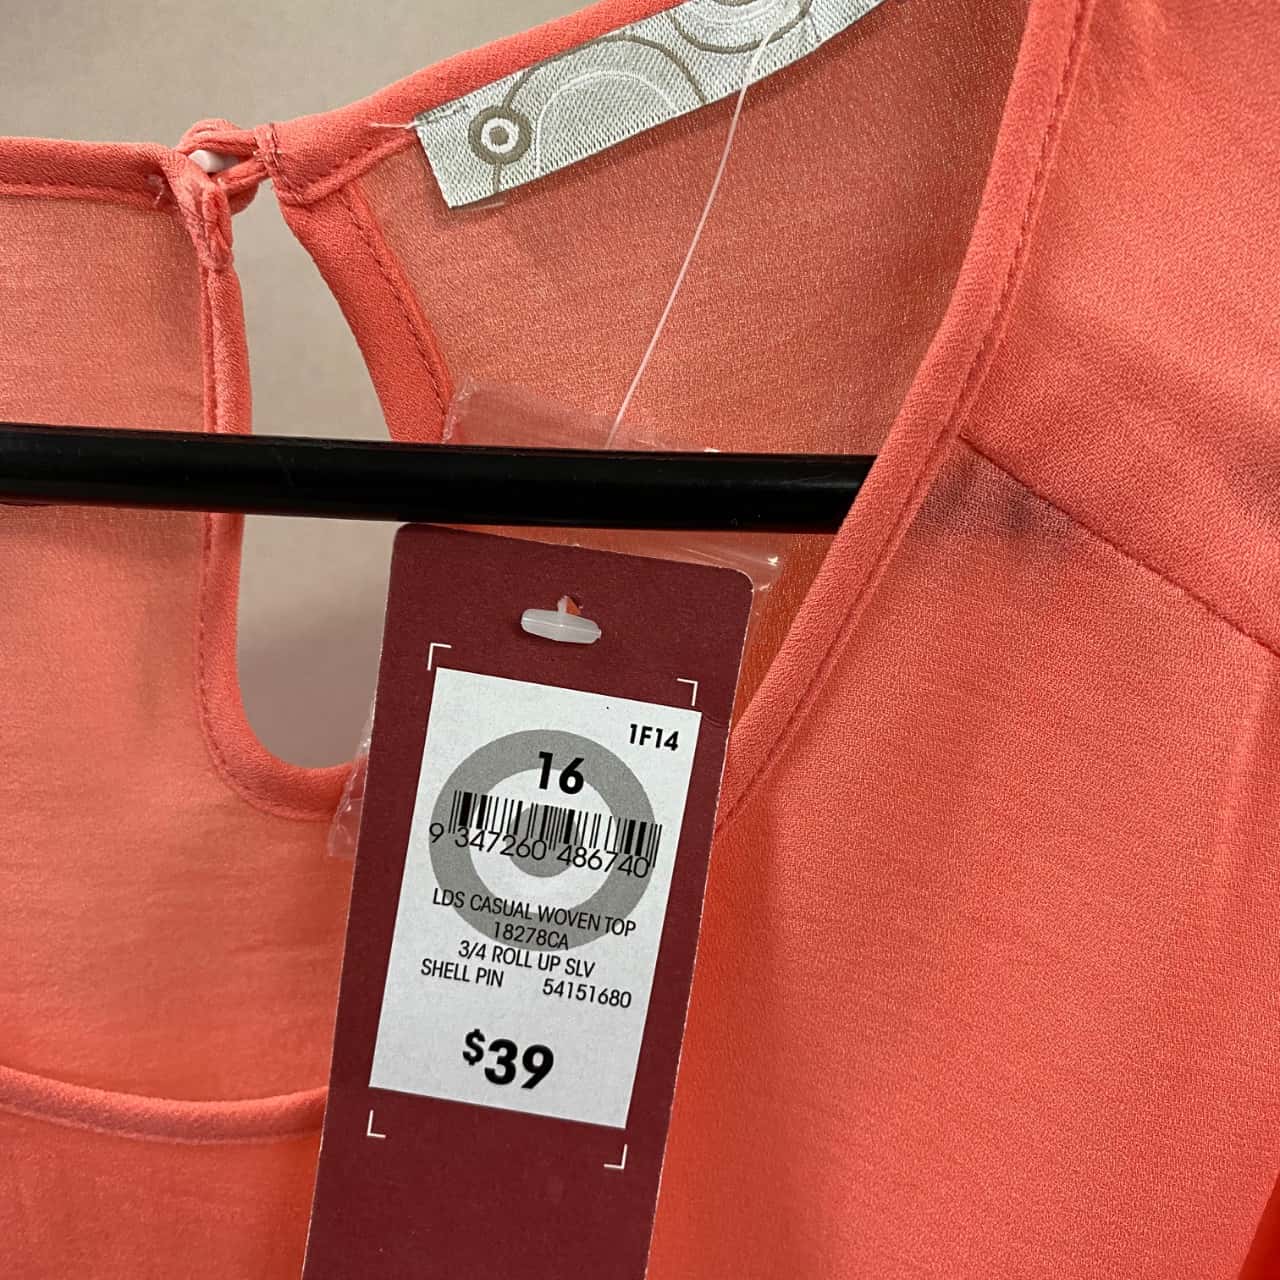 1F14
16
9 347260 486740
LDS CASUAL WOVEN TOP
18278CA
3/4 ROLL UP SLV
SHELL PIN 54151680
$39